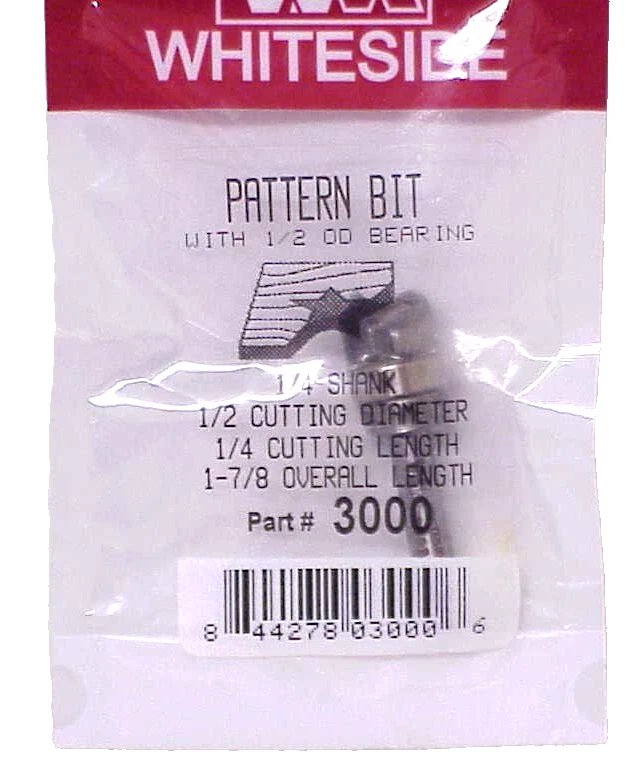 WHITESIDE
PATTERN BIT
WITH 1/2 OD BEARING
1/4 SHANK
1/2 CUTTING DIAMETER
1/4 CUTTING LENGTH
1-7/8 OVERALL LENGTH
Part # 3000
8 44278 03000 6